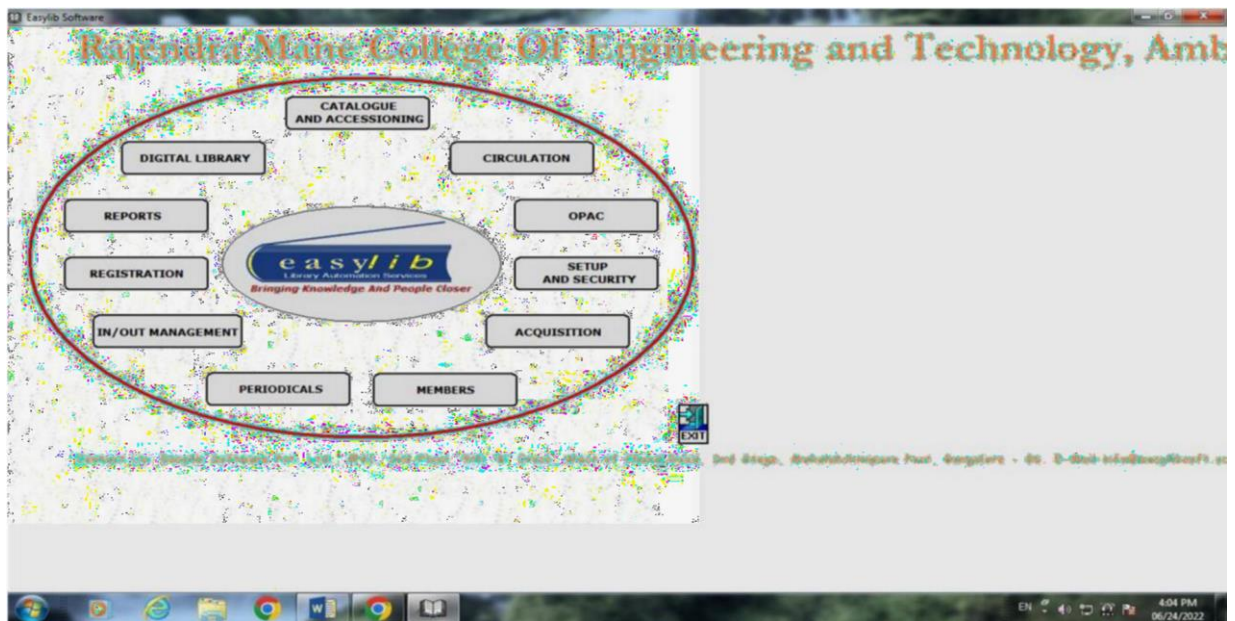 Easylib Software
Rajendra Mane College Of Engineering and Technology, Amb
CATALOGUE
AND ACCESSIONING
DIGITAL LIBRARY
CIRCULATION
REPORTS
OPAC
easylib
Library Automation Services
Bringing Knowledge And People Closer
REGISTRATION
SETUP
AND SECURITY
IN/OUT MANAGEMENT
ACQUISITION
PERIODICALS
MEMBERS
EXIT
EN
4:04 PM
06/24/2022